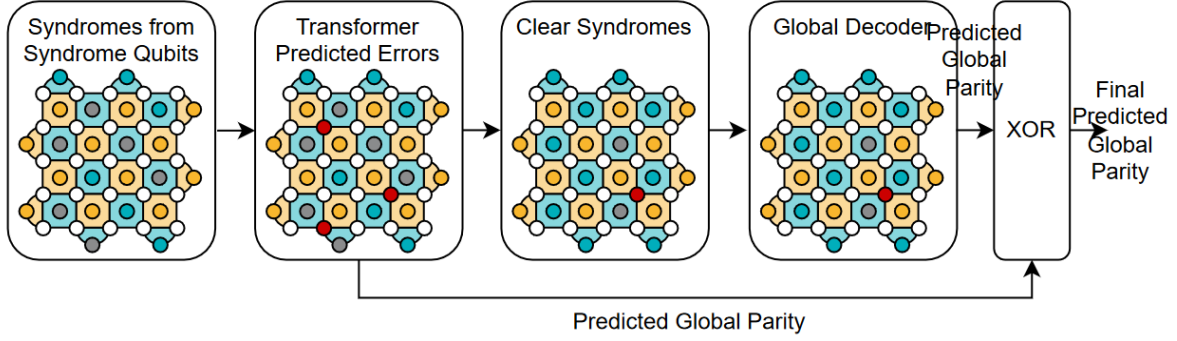 Syndromes from
Syndrome Qubits
Transformer
Predicted Errors
Clear Syndromes
Global Decoder
Predicted
Global
Parity
XOR
Final
Predicted
Global
Parity
Predicted Global Parity